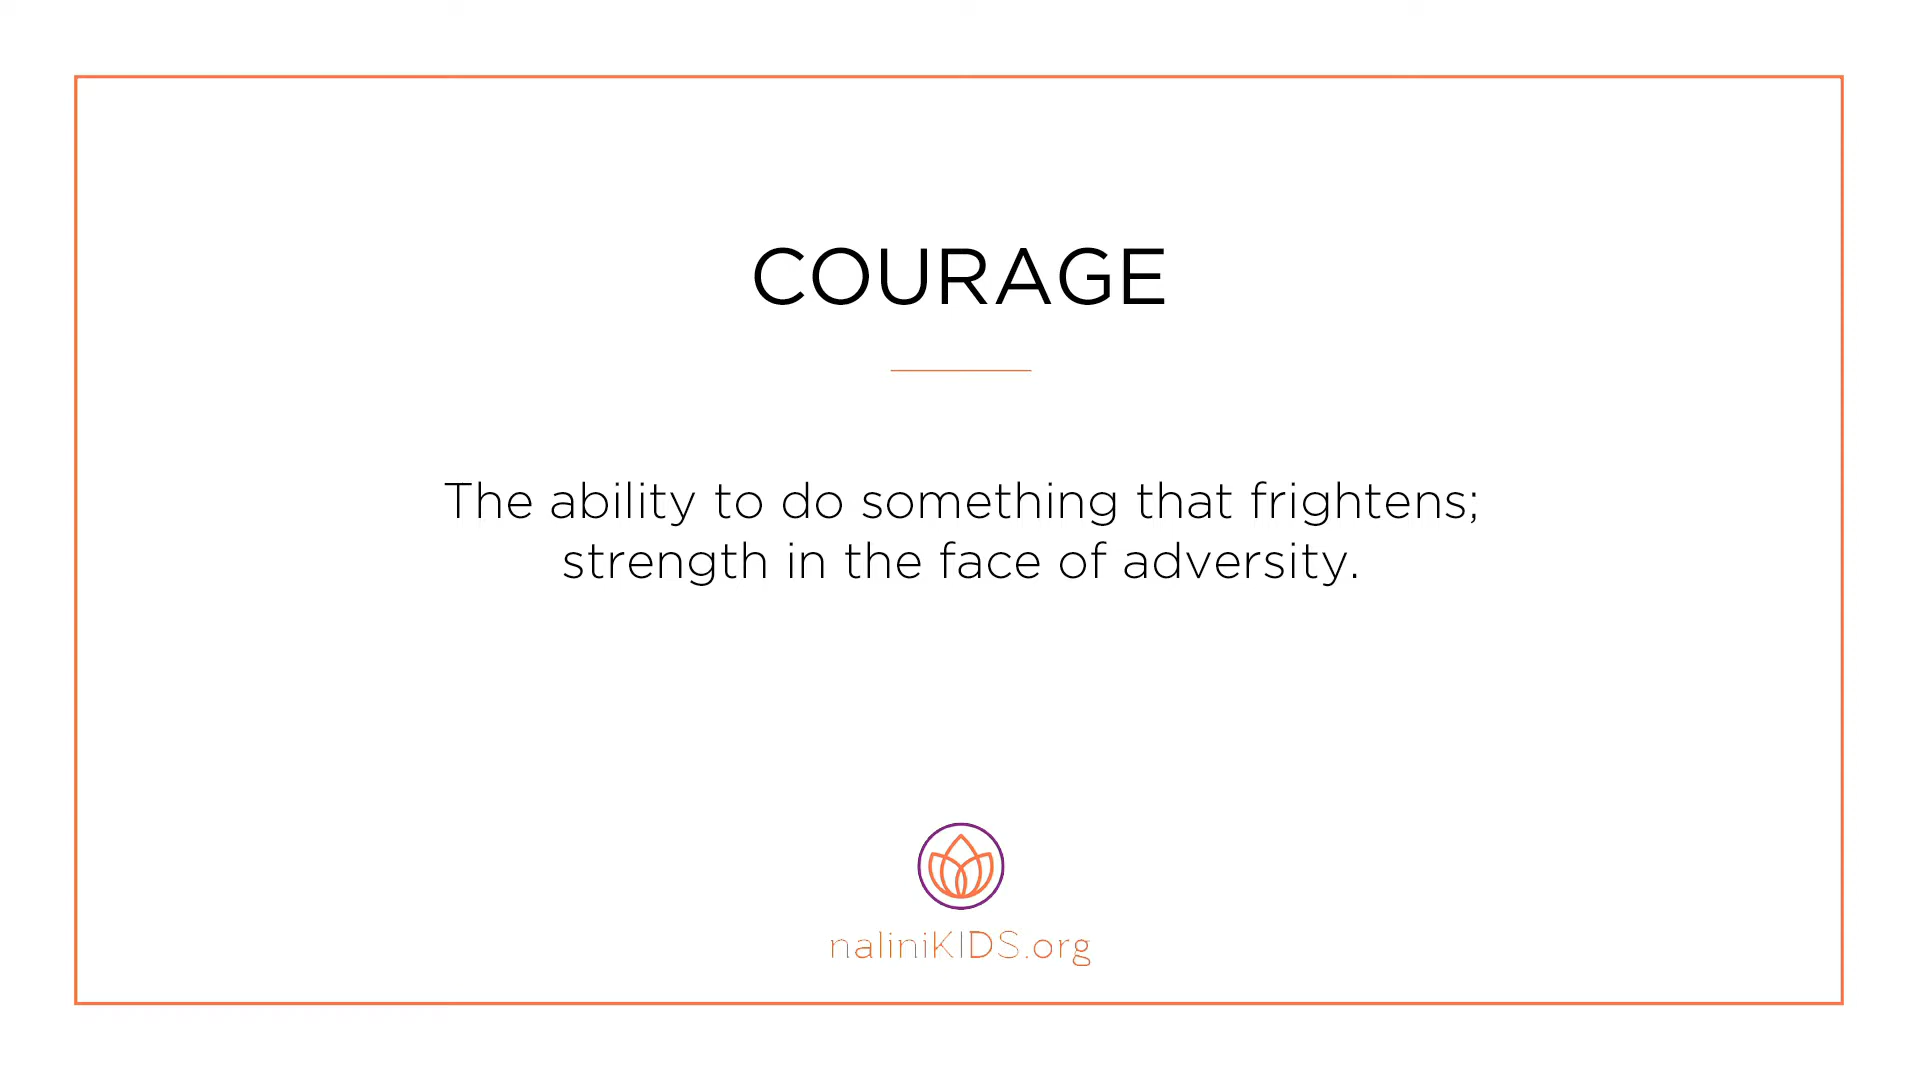 COURAGE
The ability to do something that frightens;
strength in the face of adversity.
naliniKIDS.org